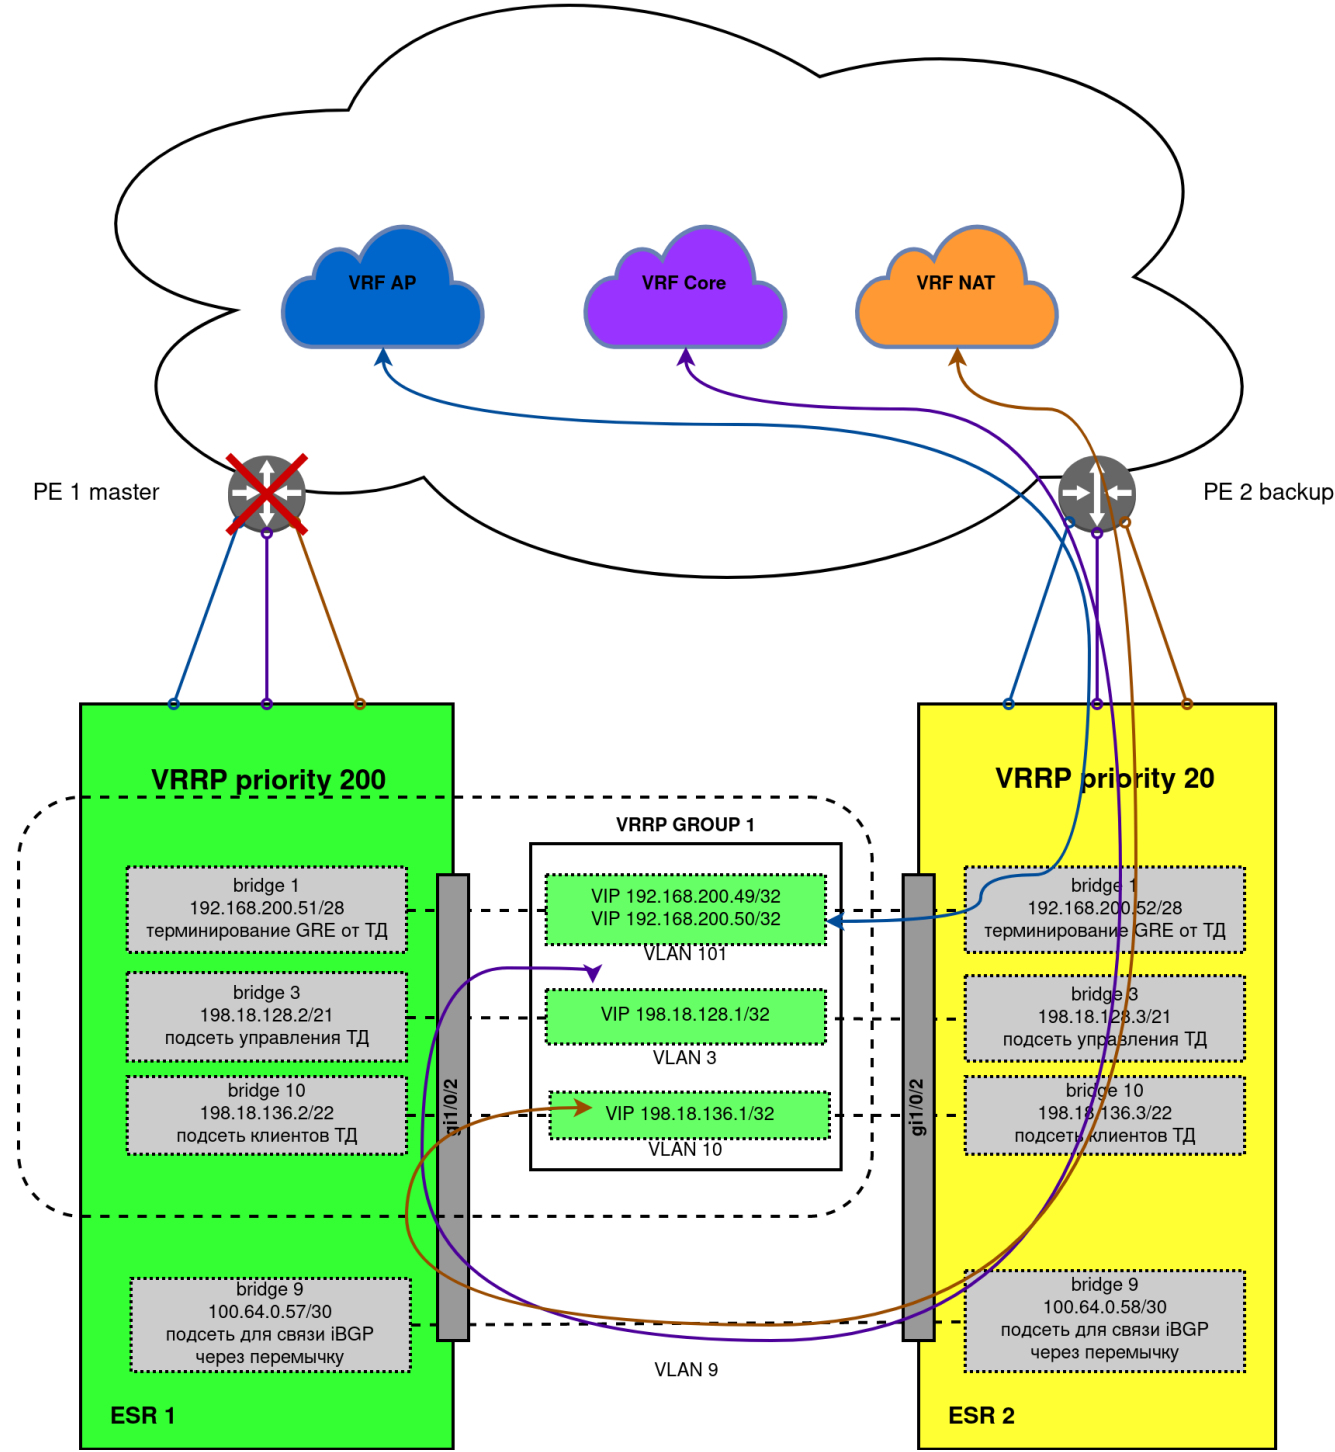 VRF AP
VRF Core
VRF NAT
PE 1 master
PE 2 backup
VRRP priority 200
VRRP priority 20
VRRP GROUP 1
bridge 1
192.168.200.51/28
терминирование GRE от ТД
VIP 192.168.200.49/32
VIP 192.168.200.50/32
VLAN 101
bridge 1
192.168.200.52/28
терминирование GRE от ТД
bridge 3
198.18.128.2/21
подсеть управления ТД
VIP 198.18.128.1/32
VLAN 3
bridge 3
198.18.128.3/21
подсеть управления ТД
bridge 10
198.18.136.2/22
подсеть клиентов ТД
gi1/0/2
VIP 198.18.136.1/32
VLAN 10
gi1/0/2
bridge 10
198.18.136.3/22
подсеть клиентов ТД
bridge 9
100.64.0.57/30
подсеть для связи iBGP
через перемычку
VLAN 9
bridge 9
100.64.0.58/30
подсеть для связи iBGP
через перемычку
ESR 1
ESR 2